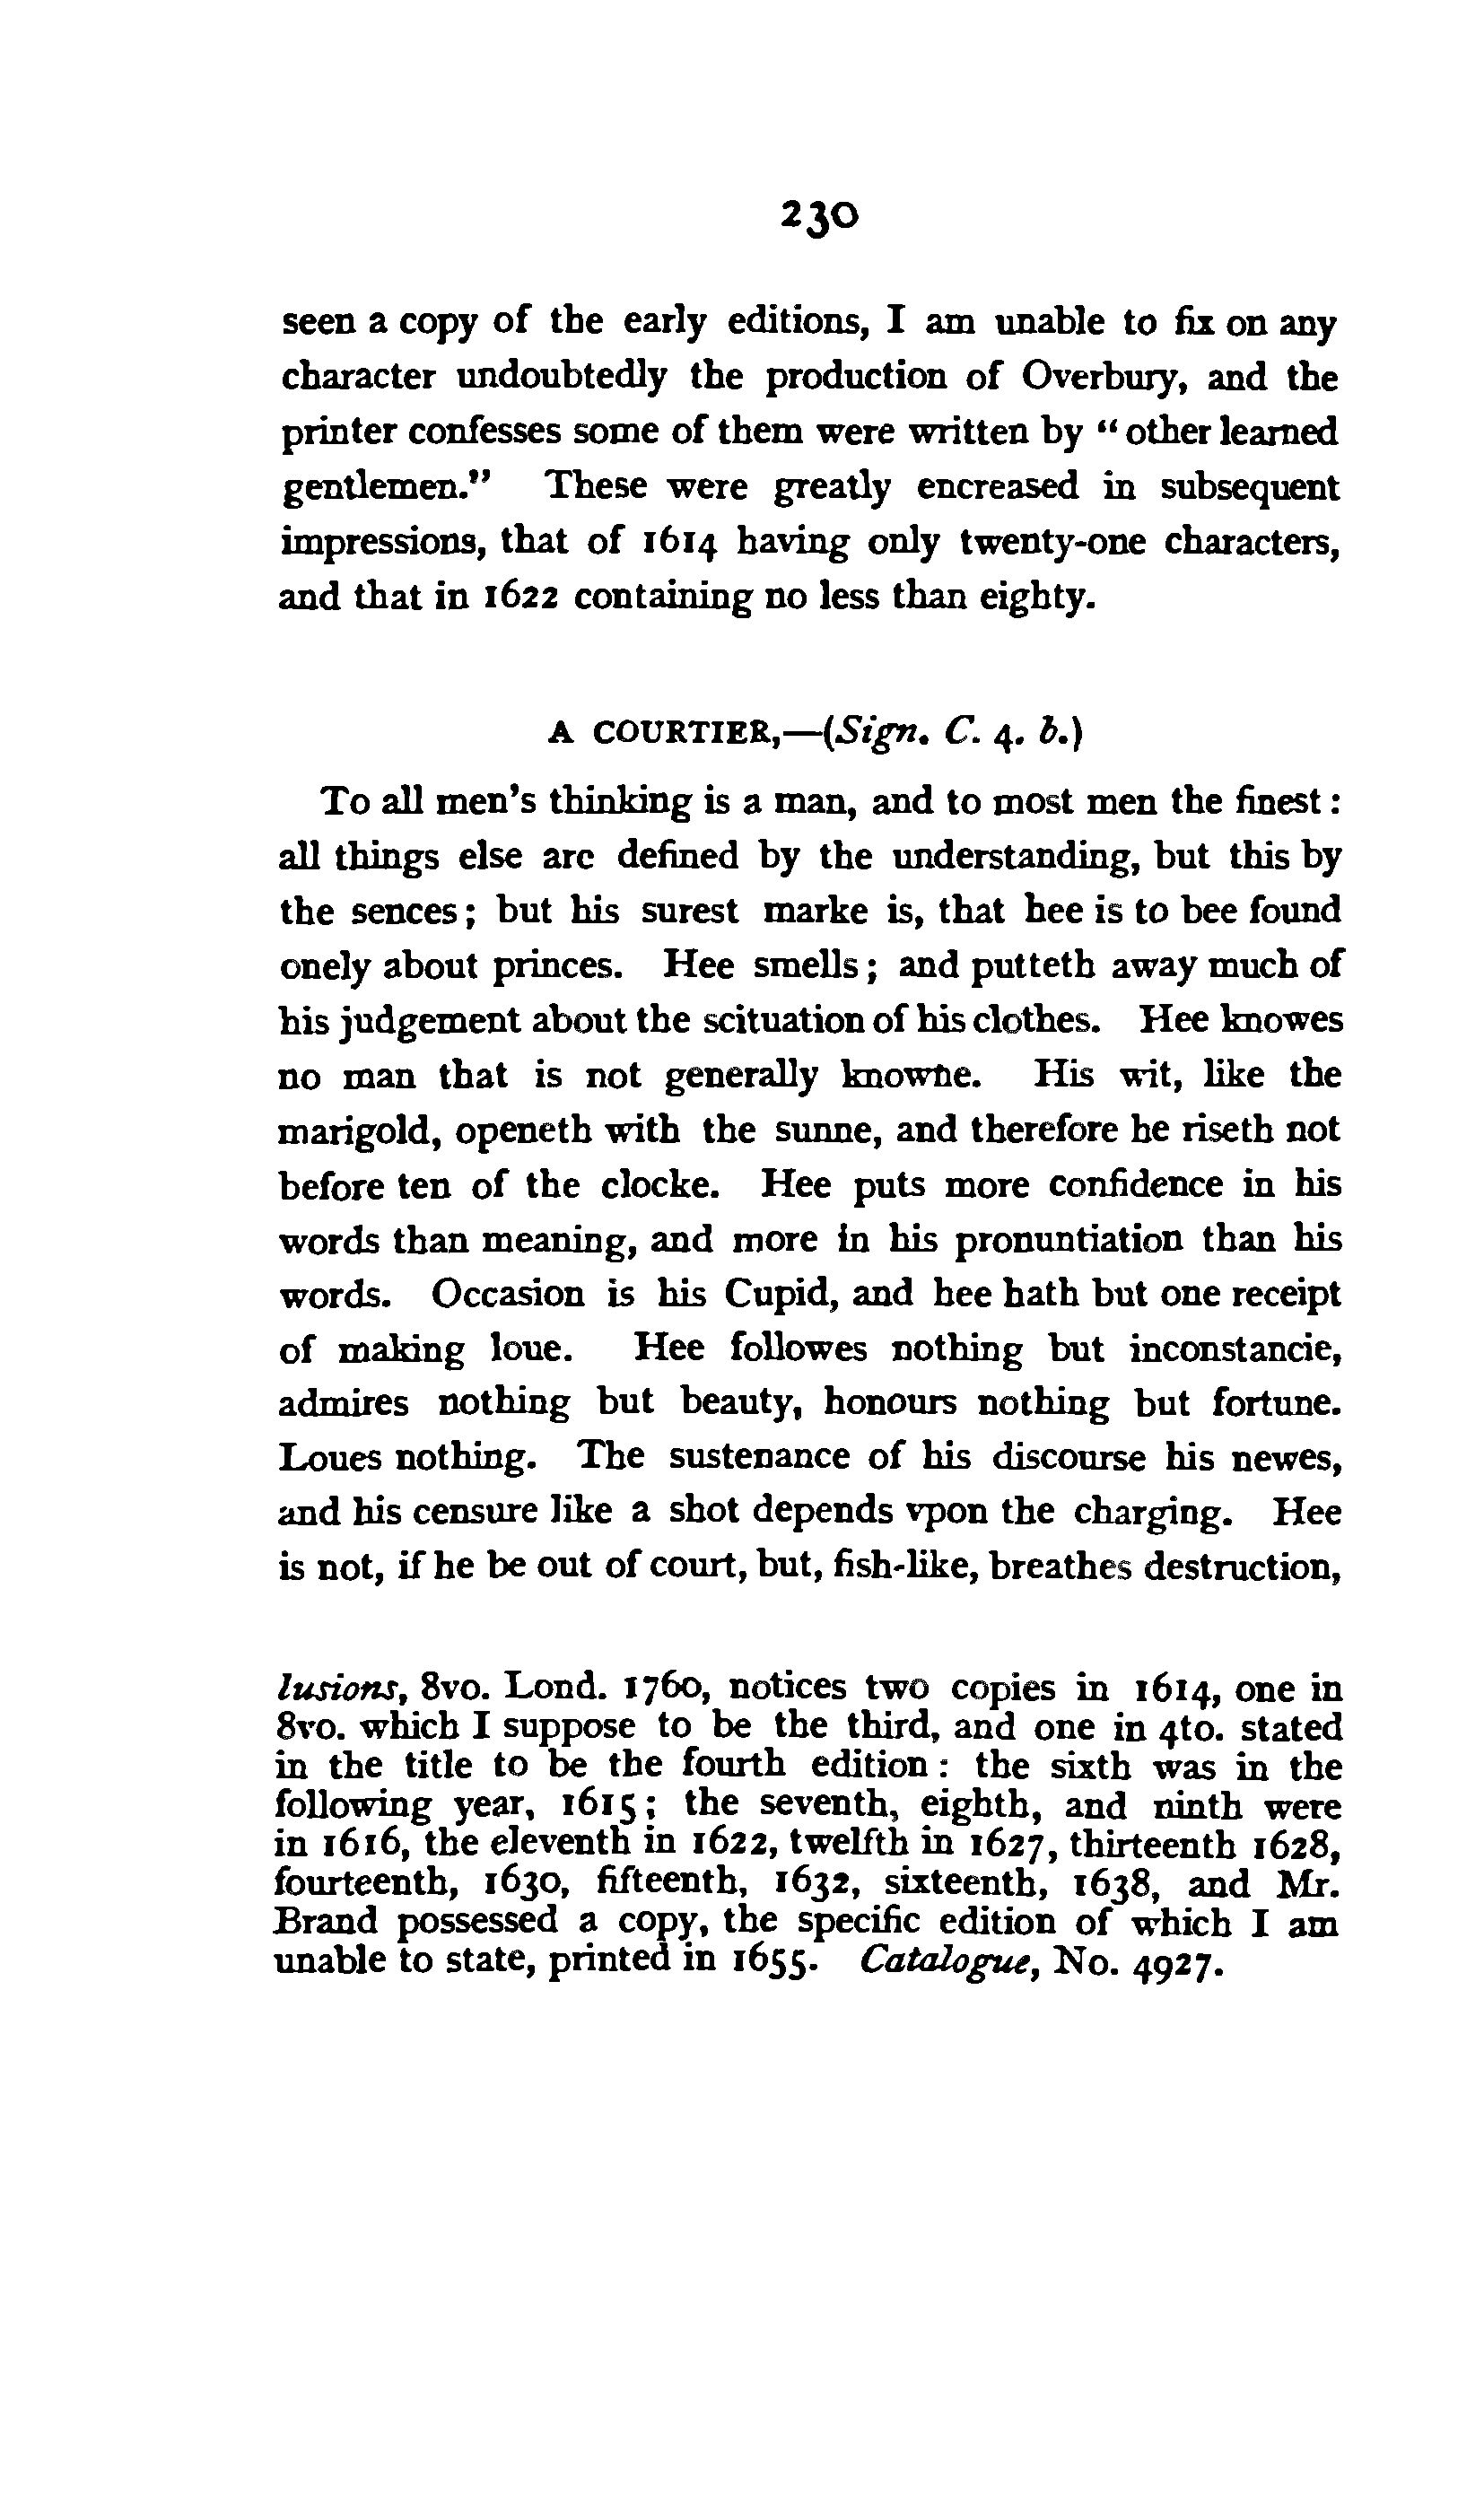 230
seen a copy of the early editions, I am unable to fix on any
character undoubtedly the production of Overbury, and the
printer confesses some of them were written by "other learned
gentlemen." These were greatly encreased in subsequent
impressions, that of 1614 having only twenty-one characters,
and that in 1622 containing no less than eighty.
A COURTIER,—(Sign. C. 4. b.)
To all men's thinking is a man, and to most men the finest:
all things else are defined by the understanding, but this by
the sences; but his surest marke is, that hee is to bee found
onely about princes. Hee smells; and putteth away much of
his judgement about the scituation of his clothes. Hee knowes
no man that is not generally knowne. His wit, like the
marigold, openeth with the sunne, and therefore he riseth not
before ten of the clocke. Hee puts more confidence in his
words than meaning, and more in his pronuntiation than his
words. Occasion is his Cupid, and hee hath but one receipt
of making loue. Hee followes nothing but inconstancie,
admires nothing but beauty, honours nothing but fortune.
Loues nothing. The sustenance of his discourse his newes,
and his censure like a shot depends vpon the charging. Hee
is not, if he be out of court, but, fish-like, breathes destruction,
lusions, 8vo. Lond. 1760, notices two copies in 1614, one in
8vo. which I suppose to be the third, and one in 4to. stated
in the title to be the fourth edition: the sixth was in the
following year, 1615; the seventh, eighth, and ninth were
in 1616, the eleventh in 1622, twelfth in 1627, thirteenth 1628,
fourteenth, 1630, fifteenth, 1632, sixteenth, 1638, and Mr.
Brand possessed a copy, the specific edition of which I am
unable to state, printed in 1655. Catalogue, No. 4927.